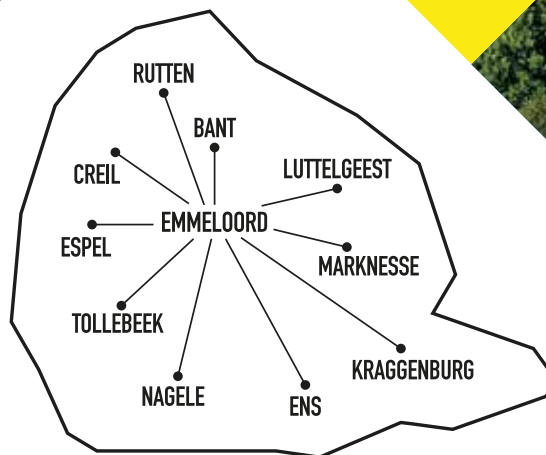 RUTTEN
BANT
LUTTELGEEST
CREIL
EMMELOORD
ESPEL
MARKNESSE
TOLLEBEEK
KRAGGENBURG
NAGELE
ENS